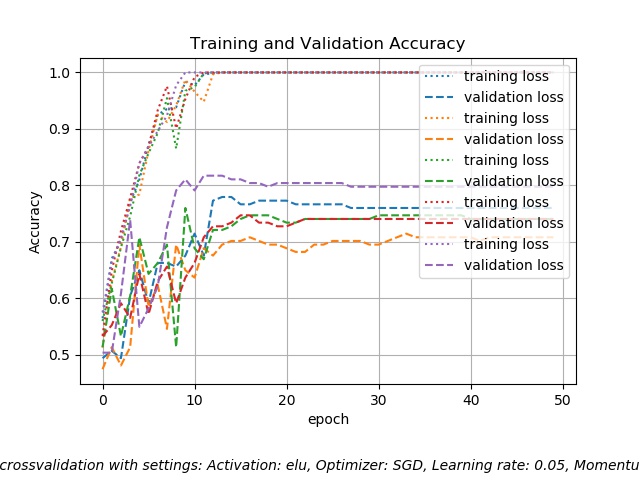 Training and Validation Accuracy
1.0
0.9
0.8
0.7
0.6
0.5
Accuracy
training loss
validation loss
training loss
validation loss
training loss
validation loss
training loss
validation loss
training loss
validation loss
0 10 20 30 40 50
epoch
crossvalidation with settings: Activation: elu, Optimizer: SGD, Learning rate: 0.05, Momentu